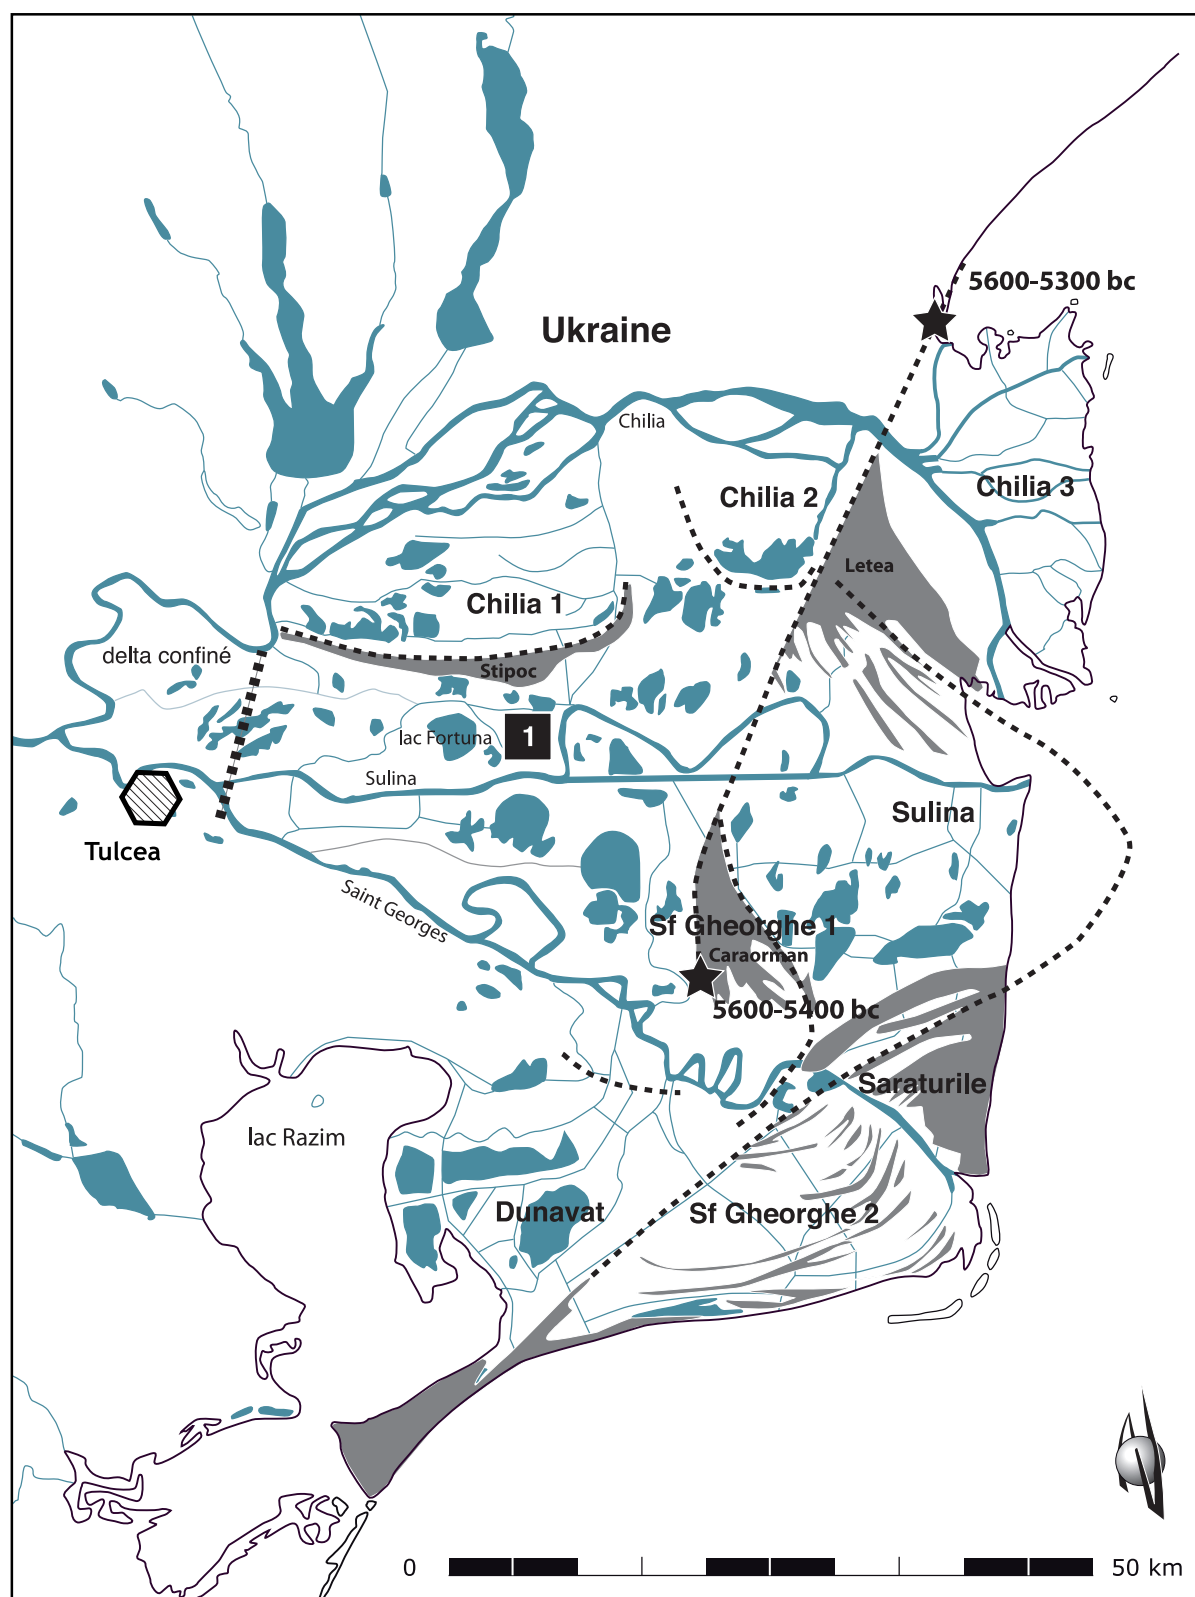 5600-5300 bc
Ukraine
Chilia
Chilia 2
Chilia 3
Letea
Chilia 1
delta confiné
Stipoc
lac Fortuna
1
Sulina
Sulina
Tulcea
Saint Georges
Sf Gheorghe 1
Caraorman
5600-5400 bc
Saraturile
lac Razim
Dunavat
Sf Gheorghe 2
0
50 km